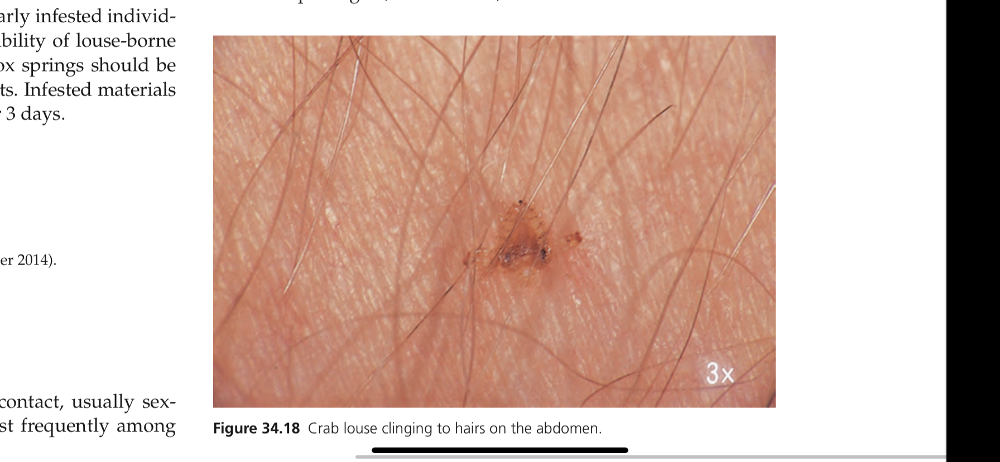 arly infested individ-
bility of louse-borne
ox springs should be
ts. Infested materials
3 days.
er 2014).
contact, usually sex-
st frequently among
3x
Figure 34.18 Crab louse clinging to hairs on the abdomen.